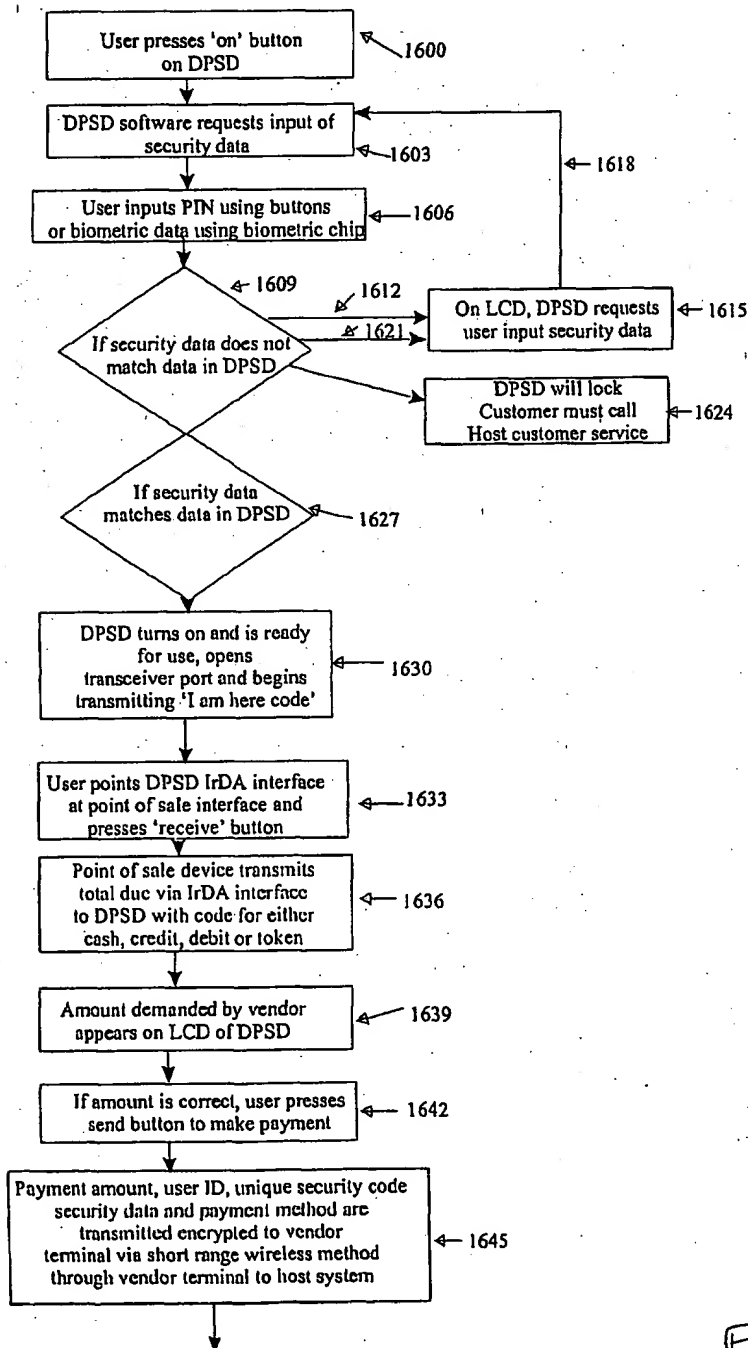 User presses 'on' button
on DPSD
1600
DPSD software requests input of
security data
1603
1618
User inputs PIN using buttons
or biometric data using biometric chip
1606
1609
1612
1621
On LCD, DPSD requests
user input security data
1615
If security data does not
match data in DPSD
DPSD will lock
Customer must call
Host customer service
1624
If security data
matches data in DPSD
1627
DPSD turns on and is ready
for use, opens
transceiver port and begins
transmitting 'I am here code'
1630
User points DPSD IrDA interface
at point of sale interface and
presses 'receive' button
1633
Point of sale device transmits
total due via IrDA interface
to DPSD with code for either
cash, credit, debit or token
1636
Amount demanded by vendor
appears on LCD of DPSD
1639
If amount is correct, user presses
send button to make payment
1642
Payment amount, user ID, unique security code
security data and payment method are
transmitted encrypted to vendor
terminal via short range wireless method
through vendor terminal to host system
1645